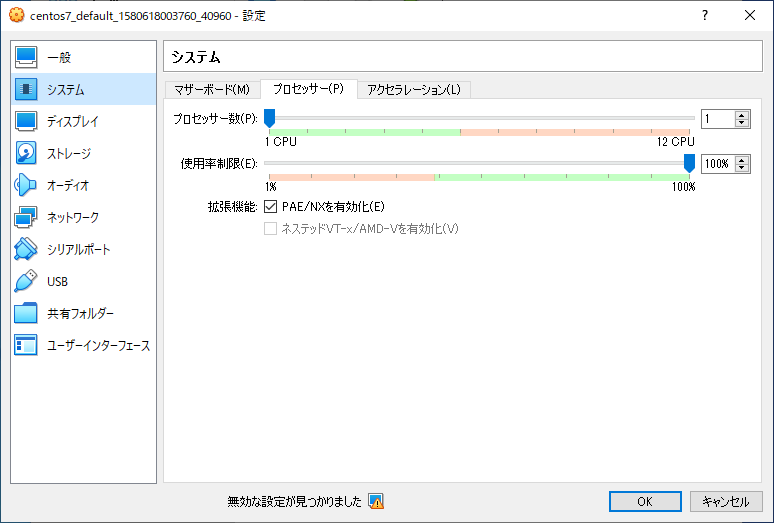 centos7_default_1580618003760_40960 - 設定
?
一般
システム
ディスプレイ
ストレージ
オーディオ
ネットワーク
シリアルポート
USB
共有フォルダー
ユーザーインターフェース
システム
マザーボード(M) プロセッサー(P) アクセラレーション(L)
プロセッサー数(P): 1
1 CPU 12 CPU
使用率制限(E): 100%
1% 100%
拡張機能: PAE/NXを有効化(E)
ネステッドVT-x/AMD-Vを有効化(V)
無効な設定が見つかりました
OK キャンセル